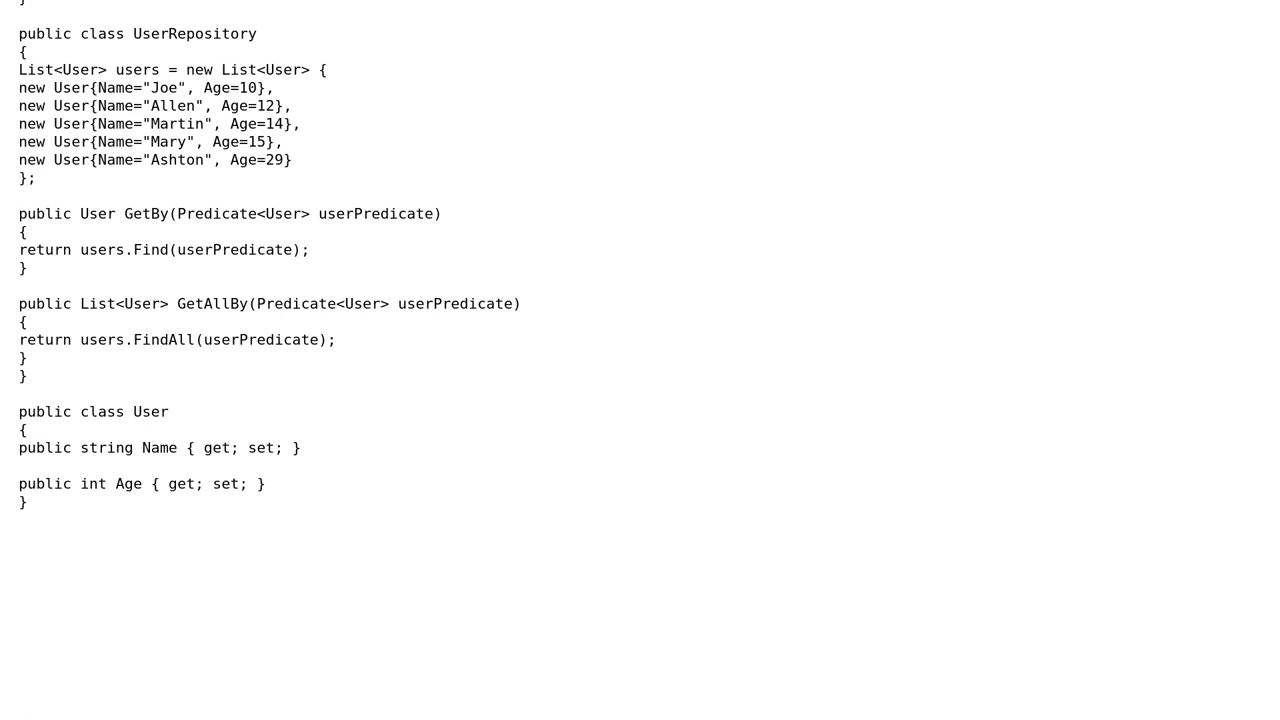 }
public class UserRepository
{
List<User> users = new List<User> {
new User{Name="Joe", Age=10},
new User{Name="Allen", Age=12},
new User{Name="Martin", Age=14},
new User{Name="Mary", Age=15},
new User{Name="Ashton", Age=29}
};
public User GetBy(Predicate<User> userPredicate)
{
return users.Find(userPredicate);
}
public List<User> GetAllBy(Predicate<User> userPredicate)
{
return users.FindAll(userPredicate);
}
}
public class User
{
public string Name { get; set; }
public int Age { get; set; }
}